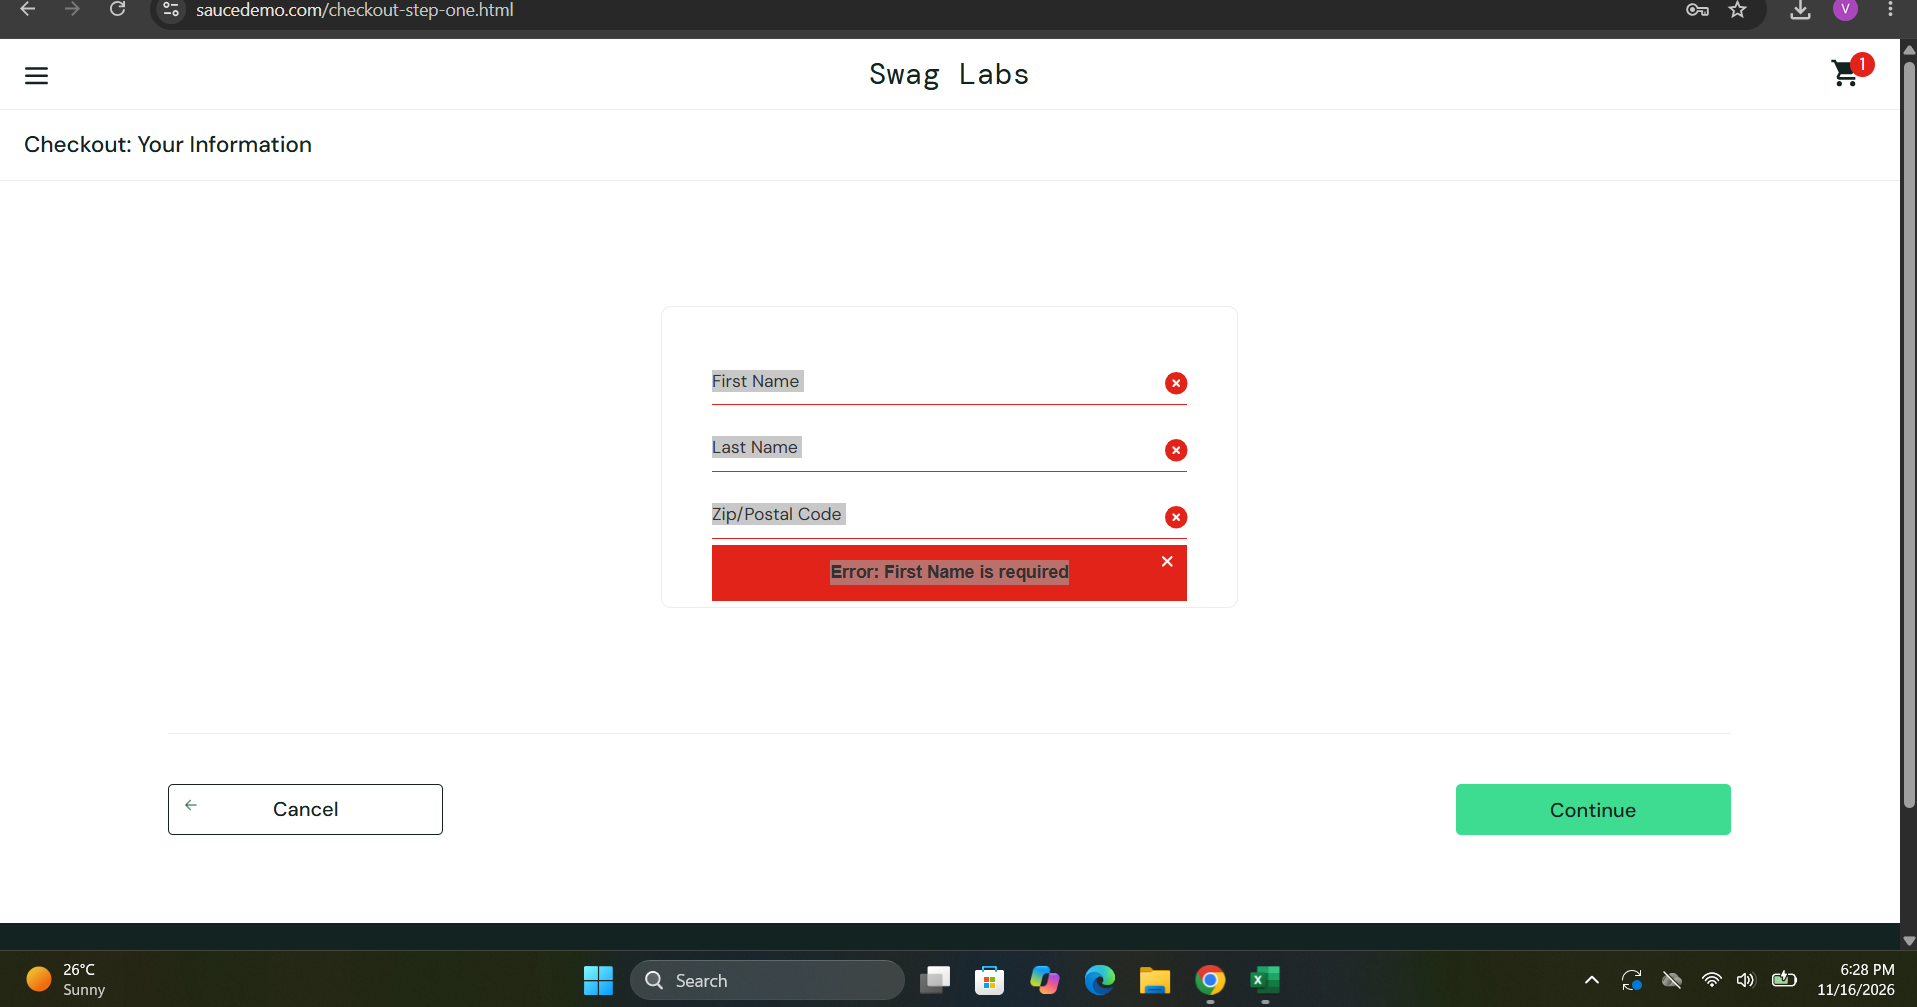 saucedemo.com/checkout-step-one.html
V
Swag Labs
1
Checkout: Your Information
First Name
Last Name
Zip/Postal Code
Error: First Name is required
Cancel
Continue
26°C
Sunny
Search
6:28 PM
11/16/2026